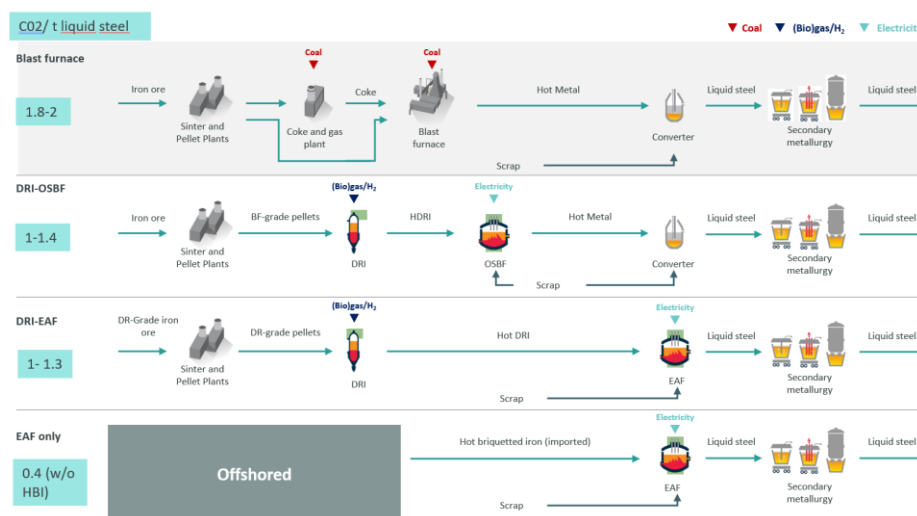 C02/ t liquid steel
Coal
(Bio)gas/H₂
Electricity
Blast furnace
1.8-2
Iron ore
Sinter and
Pellet Plants
Coal
Coke and gas
plant
Coke
Coal
Blast
furnace
Hot Metal
Scrap
Converter
Liquid steel
Secondary
metallurgy
Liquid steel
DRI-OSBF
1-1.4
Iron ore
Sinter and
Pellet Plants
BF-grade pellets
(Bio)gas/H₂
DRI
HDRI
Electricity
OSBF
Hot Metal
Scrap
Converter
Liquid steel
Secondary
metallurgy
Liquid steel
DRI-EAF
1- 1.3
DR-Grade iron
ore
Sinter and
Pellet Plants
DR-grade pellets
(Bio)gas/H₂
DRI
Hot DRI
Scrap
Electricity
EAF
Liquid steel
Secondary
metallurgy
Liquid steel
EAF only
0.4 (w/o
HBI)
Offshored
Hot briquetted iron (imported)
Scrap
Electricity
EAF
Liquid steel
Secondary
metallurgy
Liquid steel